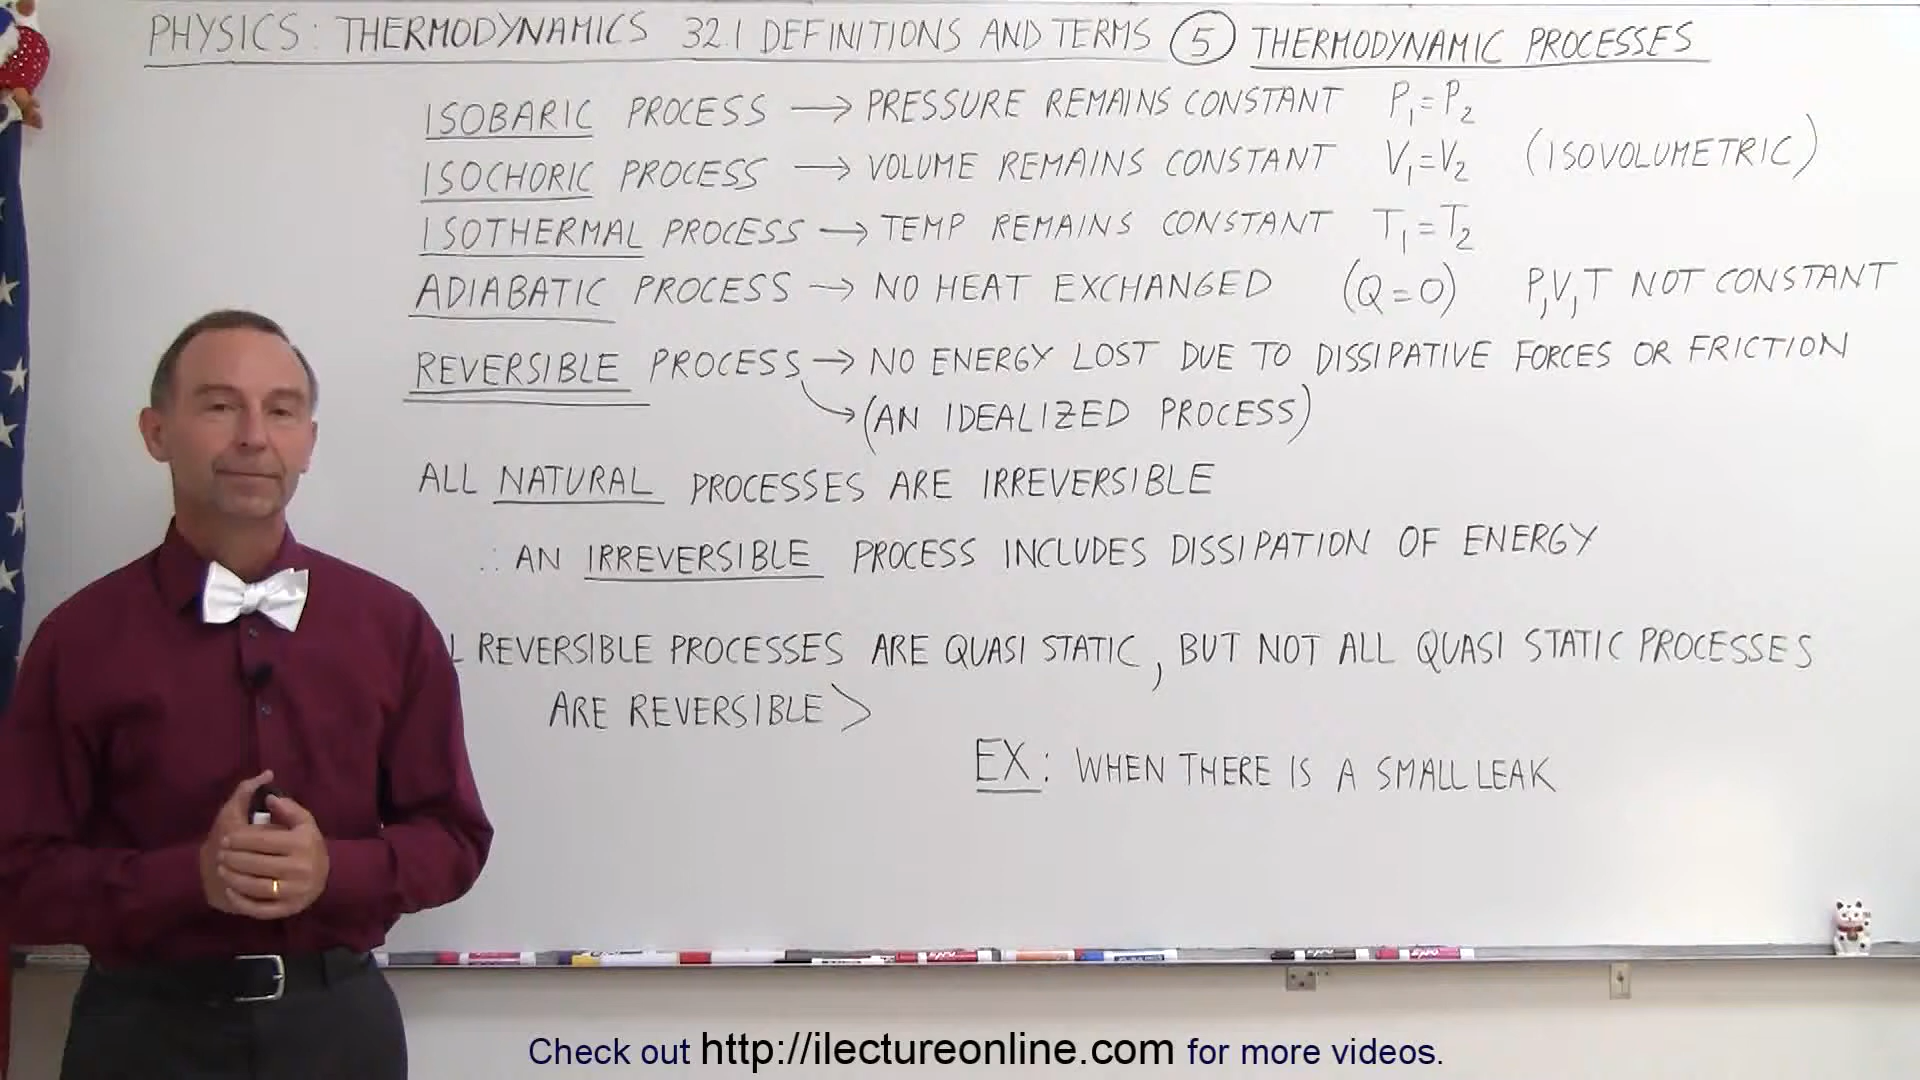 PHYSICS: THERMODYNAMICS 32.1 DEFINITIONS AND TERMS 5 THERMODYNAMIC PROCESSES
ISOBARIC PROCESS → PRESSURE REMAINS CONSTANT P₁=P₂
ISOCHORIC PROCESS → VOLUME REMAINS CONSTANT V₁=V₂ (ISOVOLUMETRIC)
ISOTHERMAL PROCESS → TEMP REMAINS CONSTANT T₁=T₂
ADIABATIC PROCESS → NO HEAT EXCHANGED (Q=0) P,V,T NOT CONSTANT
REVERSIBLE PROCESS → NO ENERGY LOST DUE TO DISSIPATIVE FORCES OR FRICTION
→ (AN IDEALIZED PROCESS)
ALL NATURAL PROCESSES ARE IRREVERSIBLE
∴ AN IRREVERSIBLE PROCESS INCLUDES DISSIPATION OF ENERGY
REVERSIBLE PROCESSES ARE QUASI STATIC, BUT NOT ALL QUASI STATIC PROCESSES
ARE REVERSIBLE >
EX: WHEN THERE IS A SMALL LEAK
Check out http://ilectureonline.com for more videos.